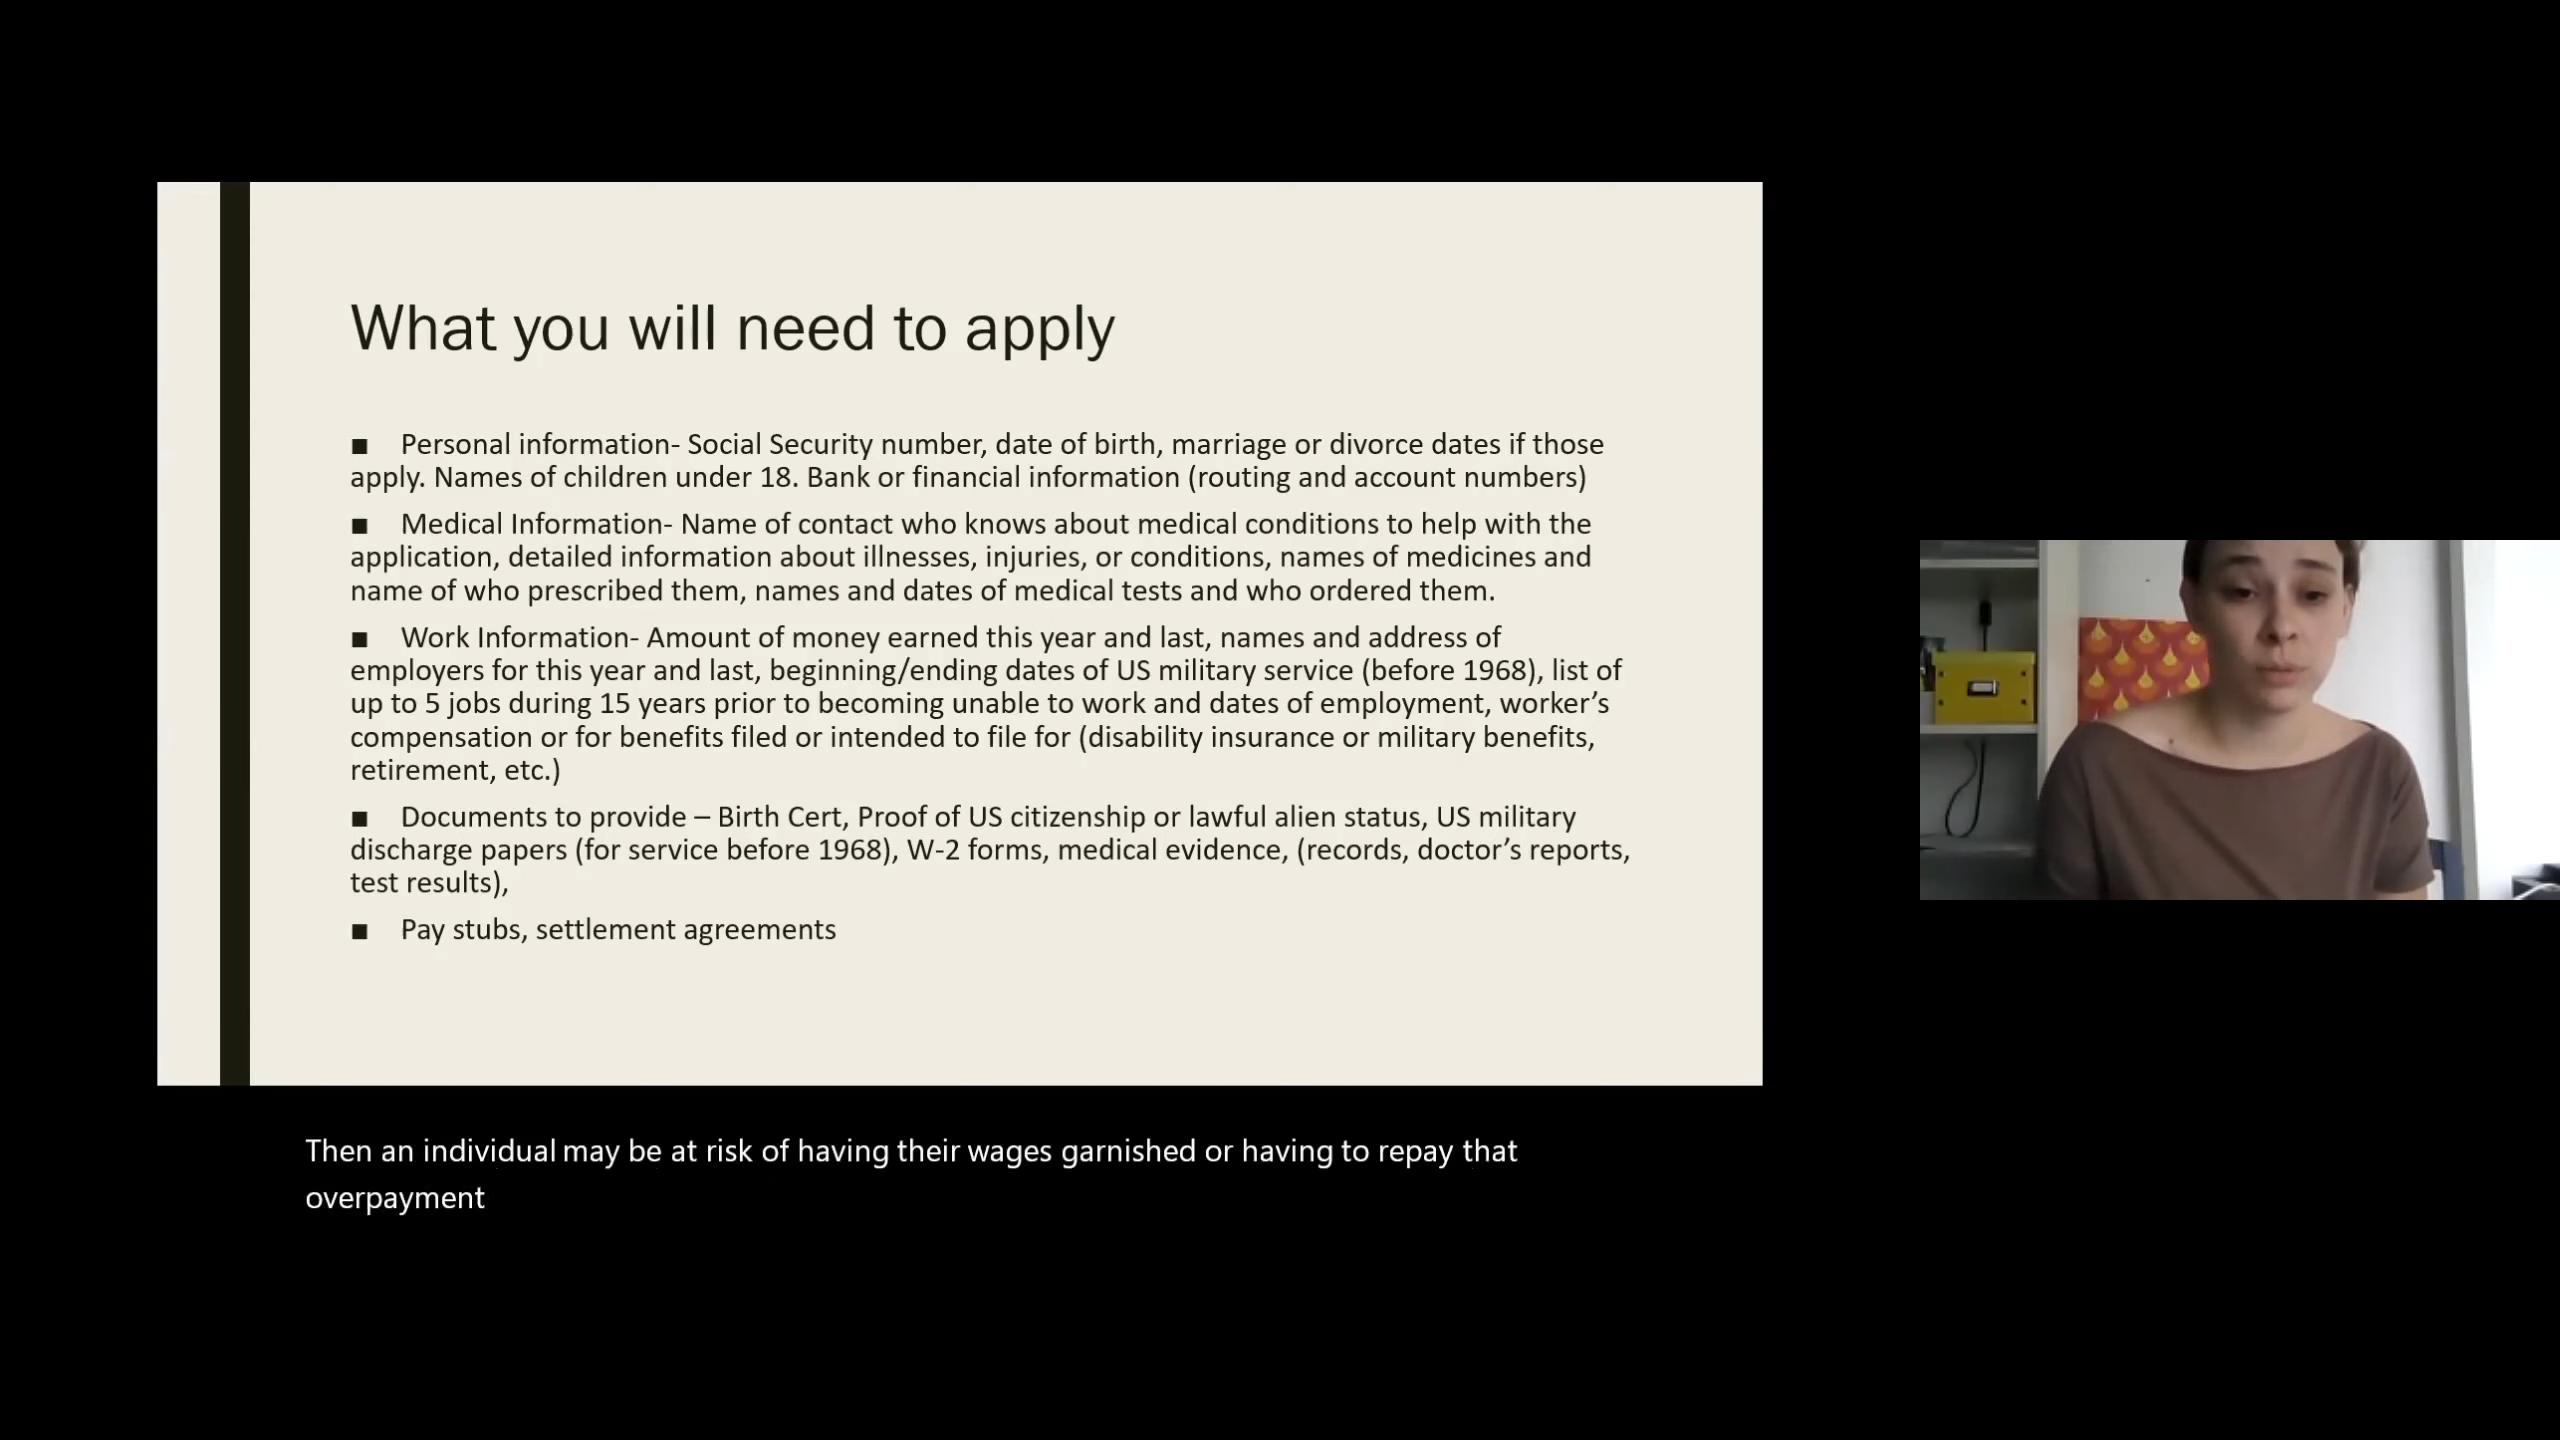 What you will need to apply
■ Personal information- Social Security number, date of birth, marriage or divorce dates if those
apply. Names of children under 18. Bank or financial information (routing and account numbers)
■ Medical Information- Name of contact who knows about medical conditions to help with the
application, detailed information about illnesses, injuries, or conditions, names of medicines and
name of who prescribed them, names and dates of medical tests and who ordered them.
■ Work Information- Amount of money earned this year and last, names and address of
employers for this year and last, beginning/ending dates of US military service (before 1968), list of
up to 5 jobs during 15 years prior to becoming unable to work and dates of employment, worker’s
compensation or for benefits filed or intended to file for (disability insurance or military benefits,
retirement, etc.)
■ Documents to provide – Birth Cert, Proof of US citizenship or lawful alien status, US military
discharge papers (for service before 1968), W-2 forms, medical evidence, (records, doctor’s reports,
test results),
■ Pay stubs, settlement agreements
Then an individual may be at risk of having their wages garnished or having to repay that
overpayment